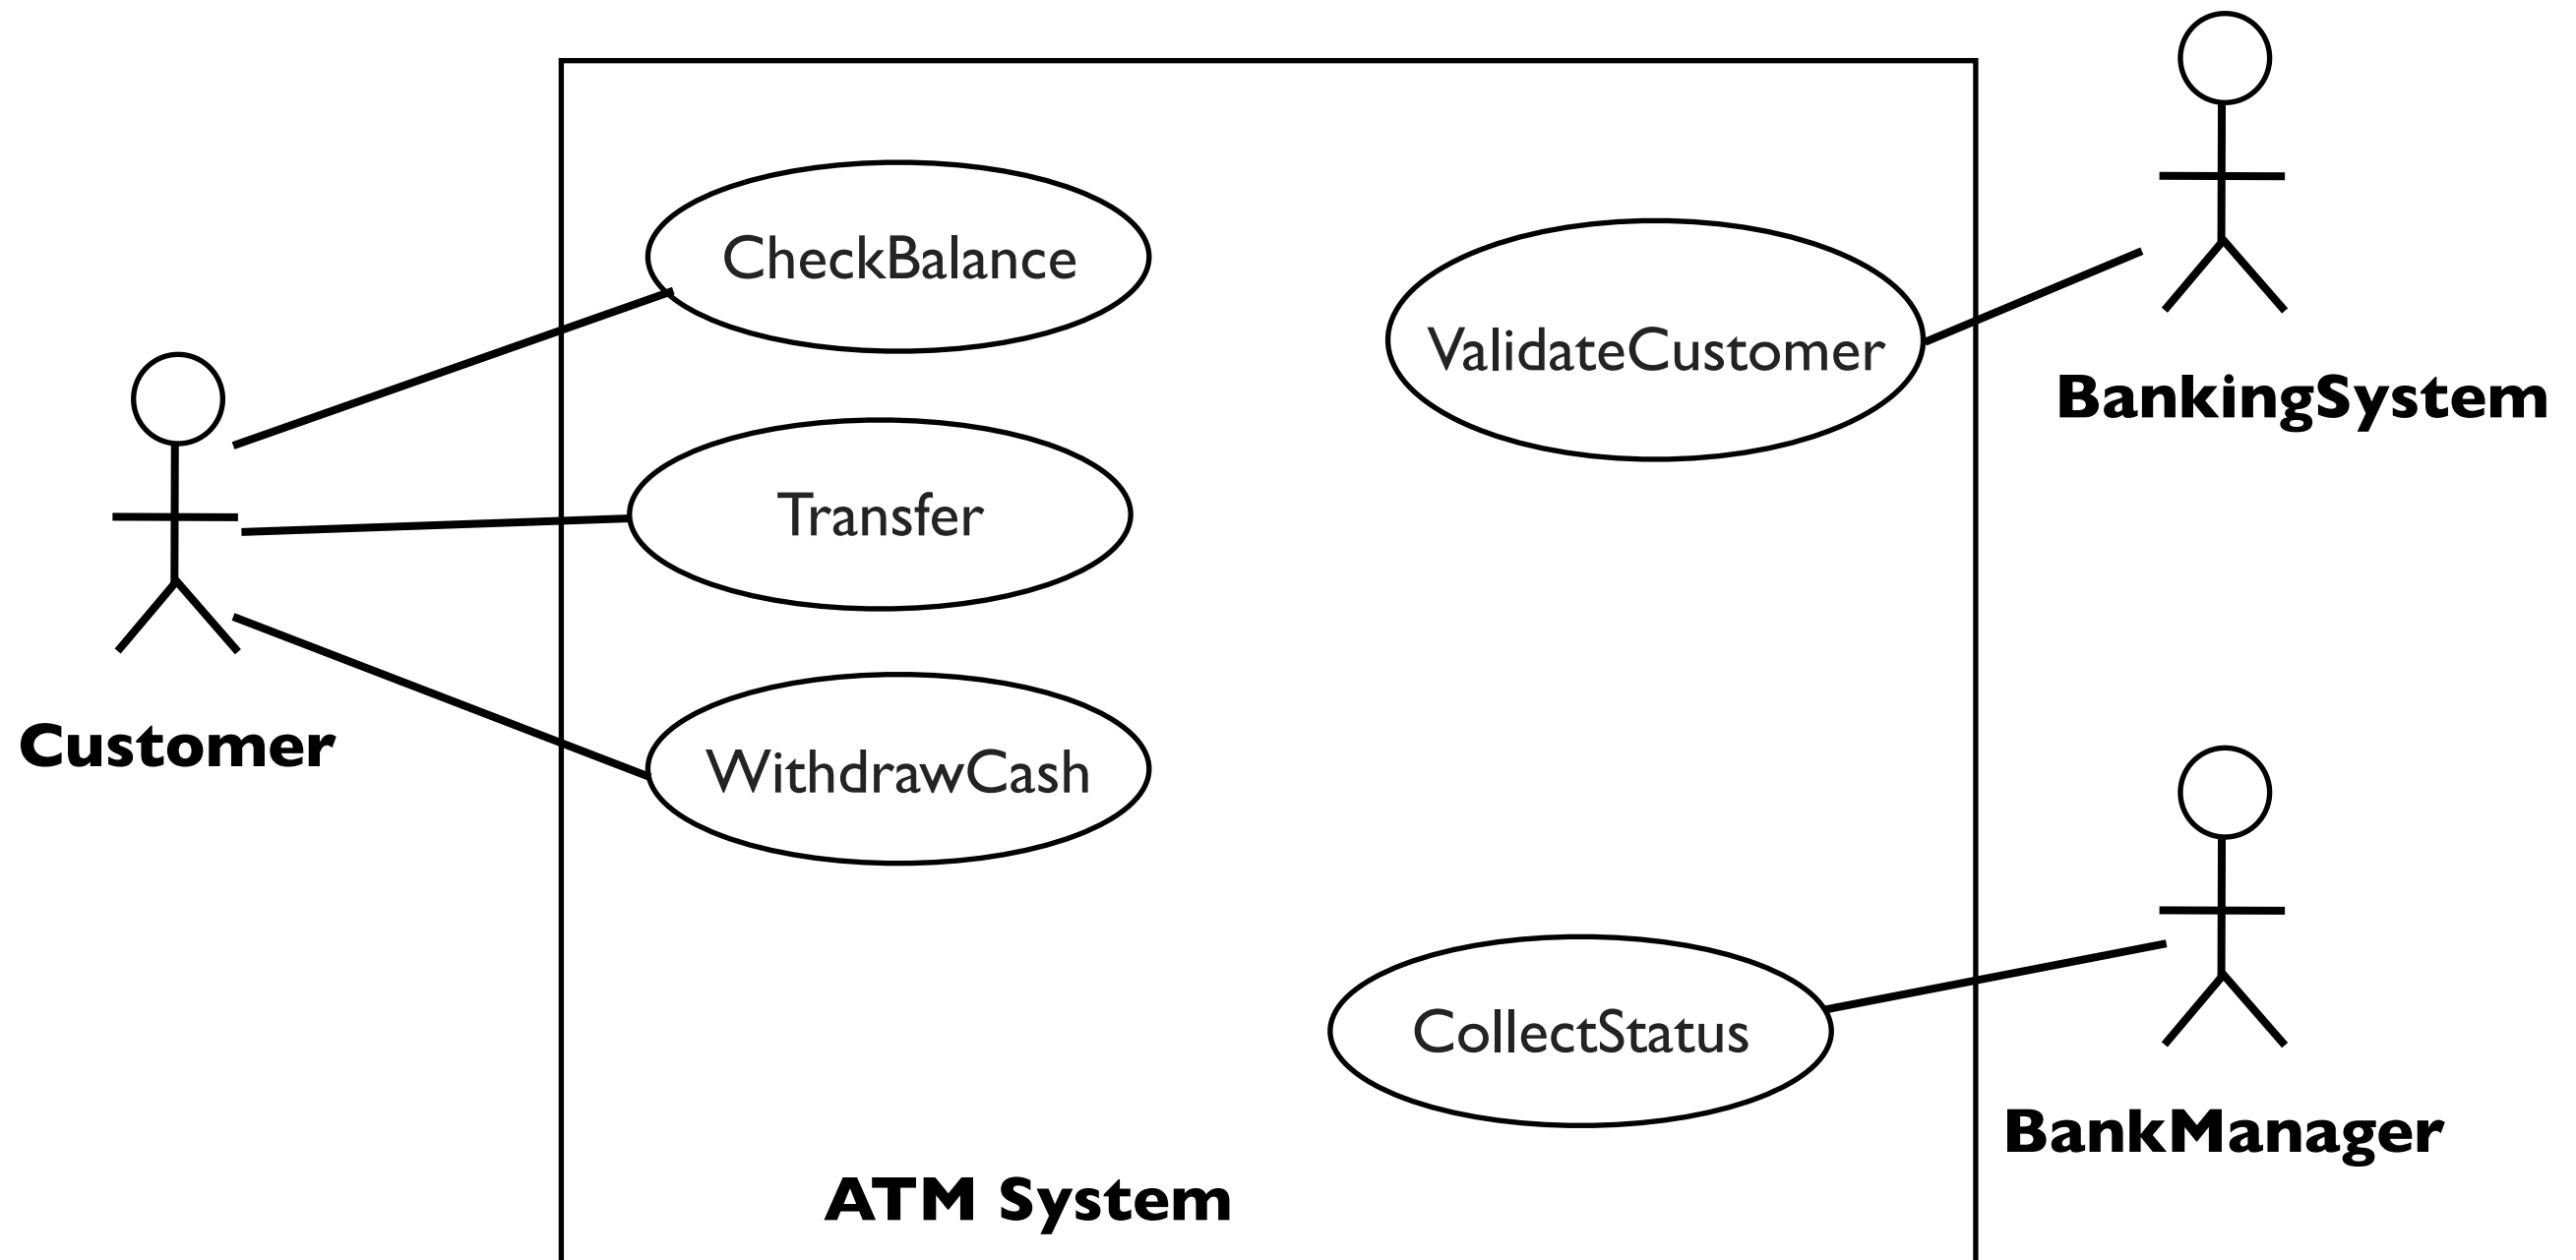 CheckBalance
ValidateCustomer
BankingSystem
Transfer
Customer
WithdrawCash
CollectStatus
BankManager
ATM System